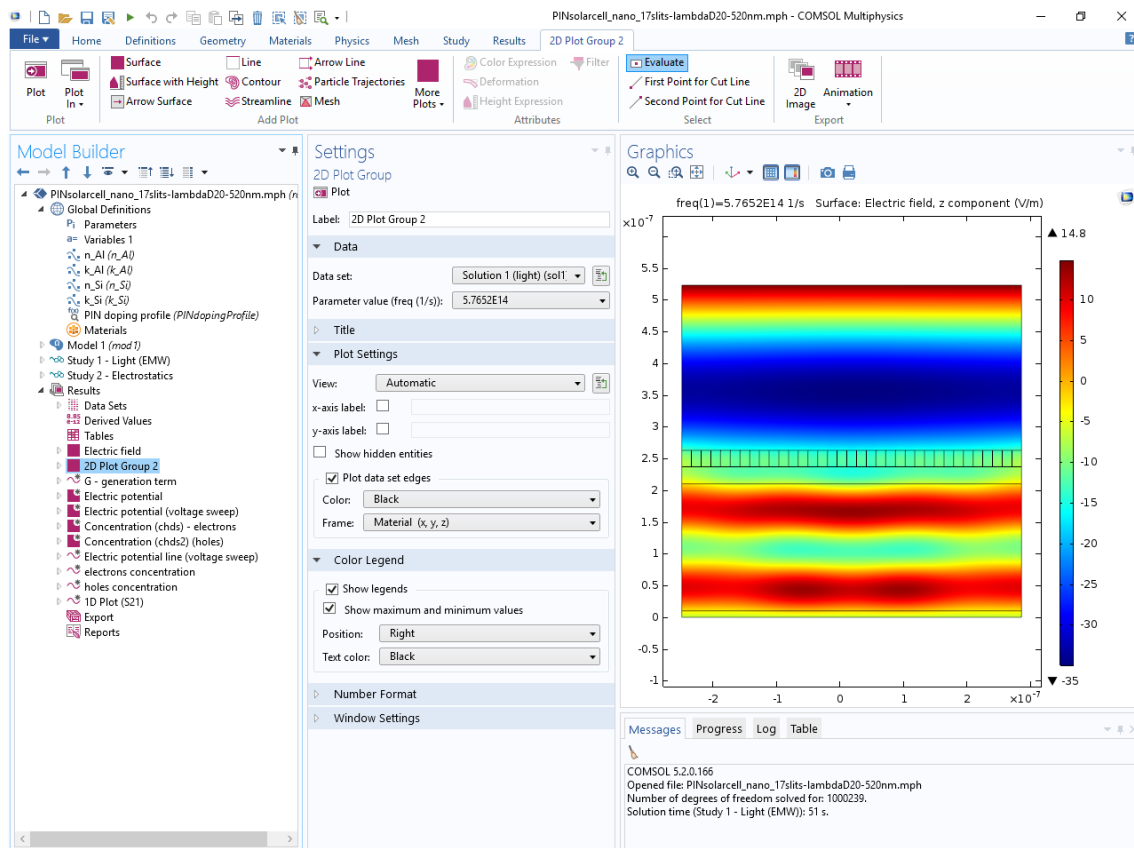 PINsolarcell_nano_17slits-lambdaD20-520nm.mph - COMSOL Multiphysics
File Home Definitions Geometry Materials Physics Mesh Study Results 2D Plot Group 2
Plot
Plot In
Plot
Surface Line Arrow Line
Surface with Height Contour Particle Trajectories
Arrow Surface Streamline Mesh
More Plots
Add Plot
Color Expression Filter
Deformation
Height Expression
Attributes
Evaluate
First Point for Cut Line
Second Point for Cut Line
Select
2D Image
Animation
Export
Model Builder
PINsolarcell_nano_17slits-lambdaD20-520nm.mph (r
Global Definitions
Pi Parameters
a= Variables 1
n_Al (n_Al)
k_Al (k_Al)
n_Si (n_Si)
k_Si (k_Si)
f(x) PIN doping profile (PINdopingProfile)
Materials
Model 1 (mod1)
Study 1 - Light (EMW)
Study 2 - Electrostatics
Results
Data Sets
8.85 e-12 Derived Values
Tables
Electric field
2D Plot Group 2
G - generation term
Electric potential
Electric potential (voltage sweep)
Concentration (chds) - electrons
Concentration (chds2) (holes)
Electric potential line (voltage sweep)
electrons concentration
holes concentration
1D Plot (S21)
Export
Reports
Settings
2D Plot Group
Plot
Label: 2D Plot Group 2
Data
Data set: Solution 1 (light) (sol1)
Parameter value (freq (1/s)): 5.7652E14
Title
Plot Settings
View: Automatic
x-axis label:
y-axis label:
Show hidden entities
Plot data set edges
Color: Black
Frame: Material (x, y, z)
Color Legend
Show legends
Show maximum and minimum values
Position: Right
Text color: Black
Number Format
Window Settings
Graphics
freq(1)=5.7652E14 1/s Surface: Electric field, z component (V/m)
×10⁻⁷
5.5
5
4.5
4
3.5
3
2.5
2
1.5
1
0.5
0
-0.5
-1
-2 -1 0 1 2 ×10⁻⁷
▲ 14.8
10
5
0
-5
-10
-15
-20
-25
-30
▼ -35
Messages Progress Log Table
COMSOL 5.2.0.166
Opened file: PINsolarcell_nano_17slits-lambdaD20-520nm.mph
Number of degrees of freedom solved for: 1000239.
Solution time (Study 1 - Light (EMW)): 51 s.